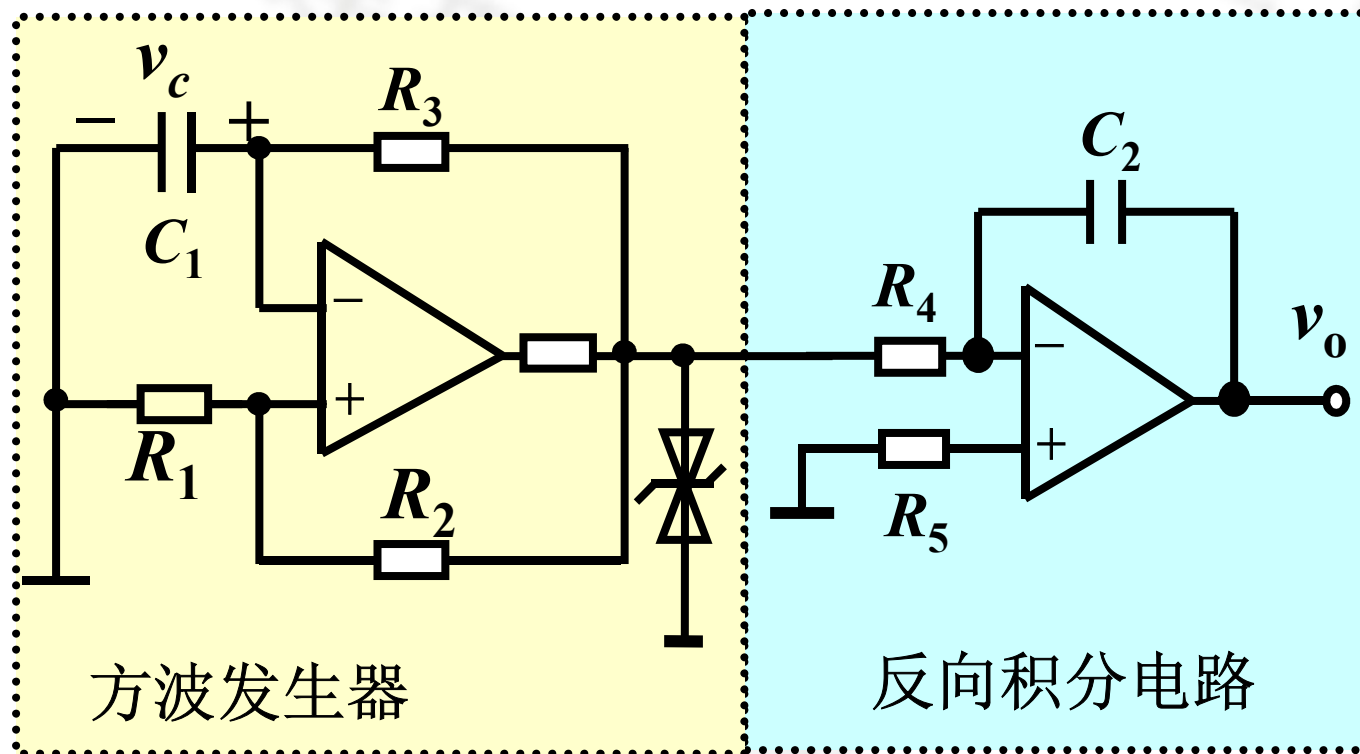 v_c
− +
R_3
C_1
−
+
R_1
R_2
方波发生器
C_2
R_4
−
+
R_5
v_o
反向积分电路